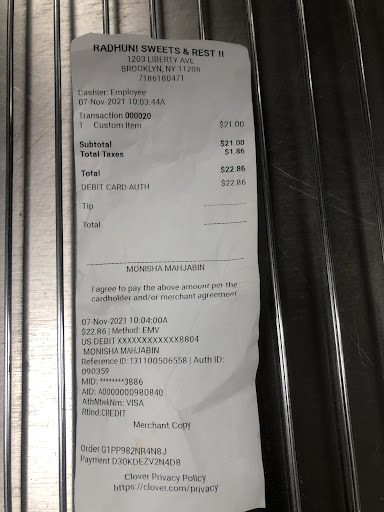 RADHUNI SWEETS & REST II
1203 LIBERTY AVE
BROOKLYN, NY 11208
7186180471
Cashier: Employee
07-Nov-2021 10:03:44A
Transaction 000020
1 Custom Item $21.00
Subtotal $21.00
Total Taxes $1.86
Total $22.86
DEBIT CARD AUTH $22.86
Tip
Total
MONISHA MAHJABIN
I agree to pay the above amount per the
cardholder and/or merchant agreement
07-Nov-2021 10:04:00A
$22.86 | Method: EMV
US DEBIT XXXXXXXXXXXX8804
MONISHA MAHJABIN
Reference ID: 131100506558 | Auth ID:
090359
MID: ********3886
AID: A0000000980840
AthNtwkNm: VISA
RtInd:CREDIT
Merchant Copy
Order G1PP982NR4N8J
Payment D30KDEZV2N4D8
Clover Privacy Policy
https://clover.com/privacy